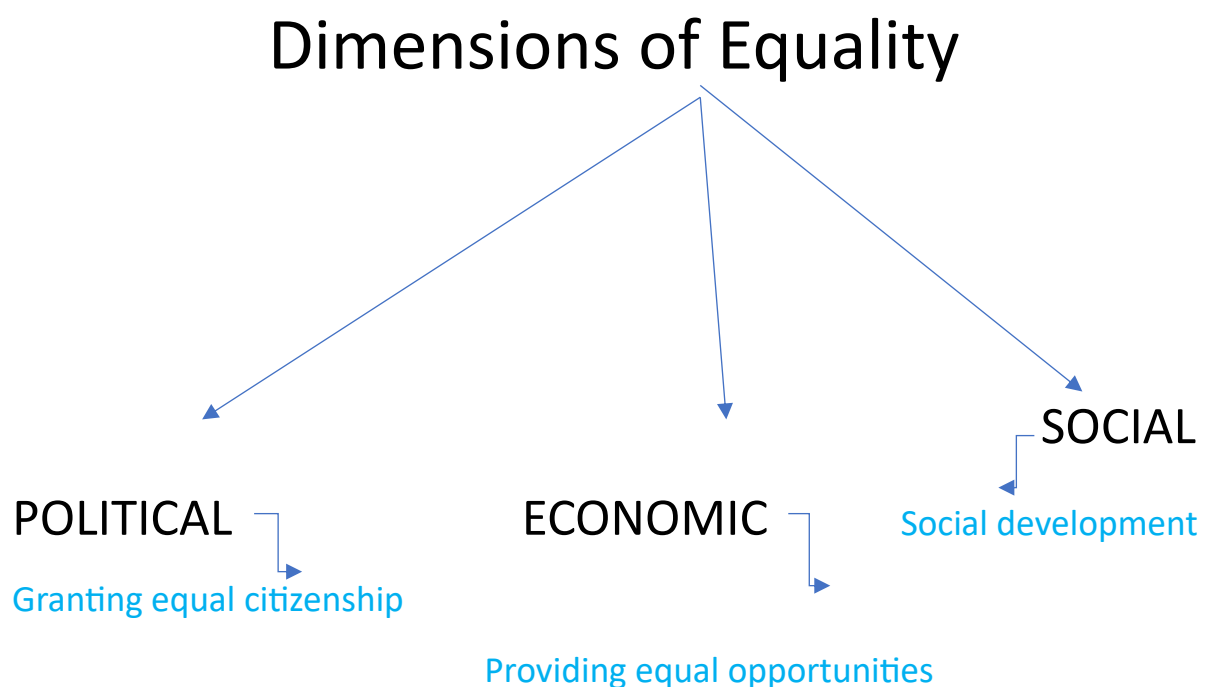 Dimensions of Equality
POLITICAL
Granting equal citizenship
ECONOMIC
Providing equal opportunities
SOCIAL
Social development